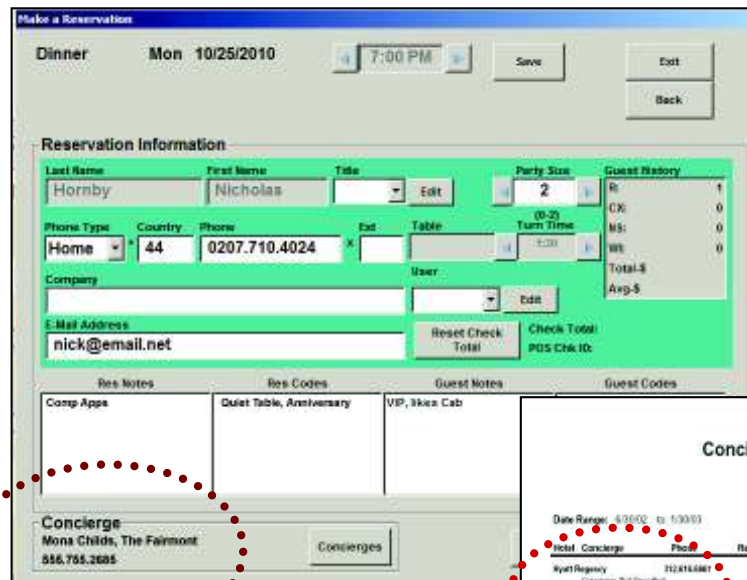 Make a Reservation
Dinner Mon 10/25/2010 7:00 PM Save Exit
Back
Reservation Information
Last Name First Name Title Party Size Guest History
Hornby Nicholas Edit 2 R: 1
(0-2) CX: 0
Phone Type Country Phone Ext Table Turn Time NS: 0
Home * 44 0207.710.4024 x 1:30 WI: 0
Total-$
Company User Avg-$
Edit
E-Mail Address Reset Check Total Check Total:
nick@email.net POS Chk ID:
Res Notes Res Codes Guest Notes Guest Codes
Comp Apps Quiet Table, Anniversary VIP, likes Cab
Conci
Concierge
Mona Childs, The Fairmont Concierges
Date Range: to
Hotel Concierge Phone
Hyatt Regency